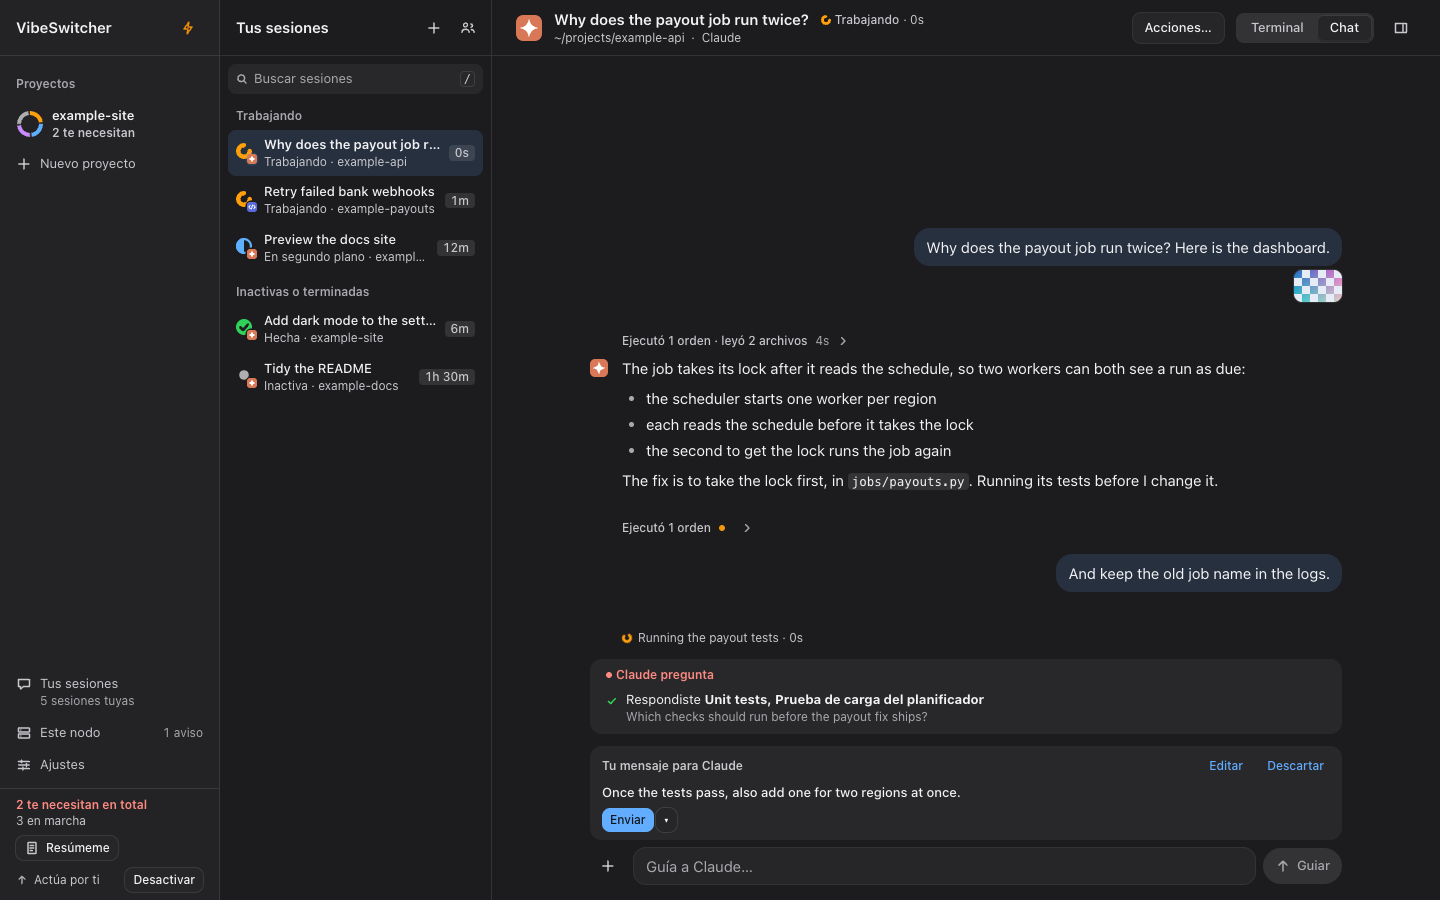 VibeSwitcher
Proyectos
example-site
2 te necesitan
Nuevo proyecto
Tus sesiones
5 sesiones tuyas
Este nodo
1 aviso
Ajustes
2 te necesitan en total
3 en marcha
Resúmeme
Actúa por ti
Desactivar
Tus sesiones
Buscar sesiones
/
Trabajando
Why does the payout job r...
Trabajando · example-api
0s
Retry failed bank webhooks
Trabajando · example-payouts
1m
Preview the docs site
En segundo plano · exampl...
12m
Inactivas o terminadas
Add dark mode to the sett...
Hecha · example-site
6m
Tidy the README
Inactiva · example-docs
1h 30m
Why does the payout job run twice?
Trabajando · 0s
~/projects/example-api · Claude
Acciones...
Terminal
Chat
Why does the payout job run twice? Here is the dashboard.
Ejecutó 1 orden · leyó 2 archivos 4s
The job takes its lock after it reads the schedule, so two workers can both see a run as due:
the scheduler starts one worker per region
each reads the schedule before it takes the lock
the second to get the lock runs the job again
The fix is to take the lock first, in jobs/payouts.py. Running its tests before I change it.
Ejecutó 1 orden
And keep the old job name in the logs.
Running the payout tests · 0s
Claude pregunta
Respondiste Unit tests, Prueba de carga del planificador
Which checks should run before the payout fix ships?
Tu mensaje para Claude
Editar
Descartar
Once the tests pass, also add one for two regions at once.
Enviar
Guía a Claude...
Guiar